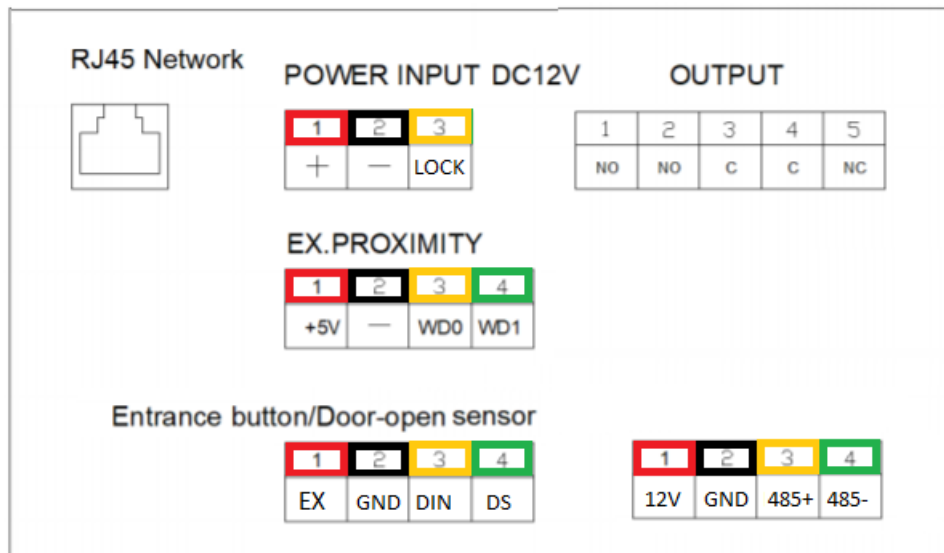 RJ45 Network
POWER INPUT DC12V
OUTPUT
1 2 3
+ — LOCK
1 2 3 4 5
NO NO C C NC
EX.PROXIMITY
1 2 3 4
+5V — WD0 WD1
Entrance button/Door-open sensor
1 2 3 4
EX GND DIN DS
1 2 3 4
12V GND 485+ 485-